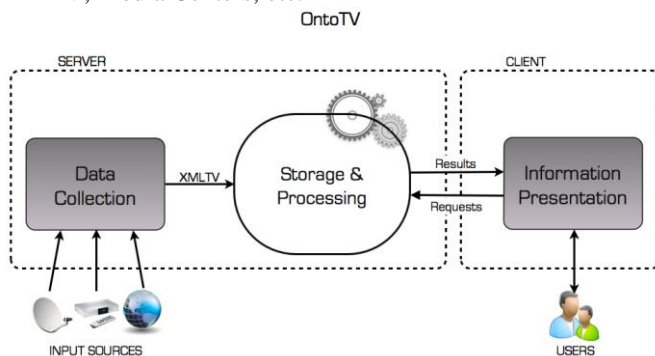 OntoTV
SERVER
CLIENT
Data
Collection
XMLTV
Storage &
Processing
Results
Requests
Information
Presentation
INPUT SOURCES
USERS